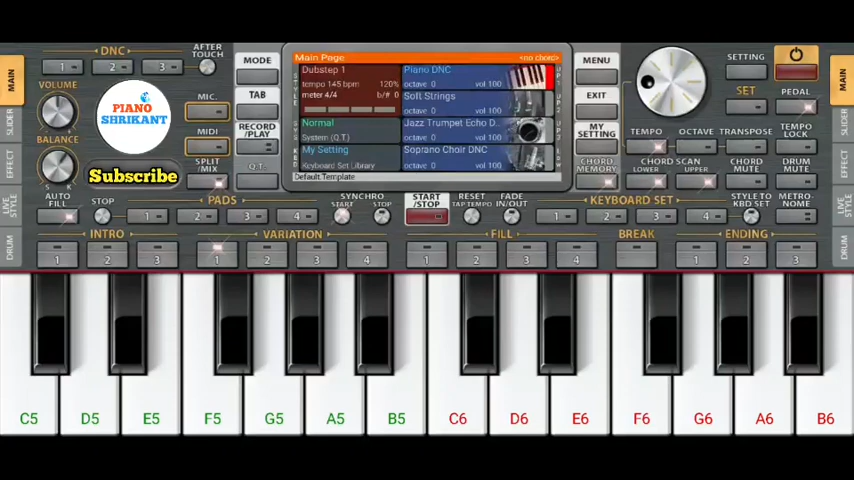 DNC
AFTER
TOUCH
1 2 3
VOLUME
PIANO
SHRIKANT
MIC.
BALANCE
MIDI
S K
SPLIT
/MIX
Subscribe
MODE
TAB
RECORD
/PLAY
Q.T.
MAIN
SLIDER
EFFECT
LIVE
STYLE
DRUM
Main Page <no chord>
Dubstep 1
tempo 145 bpm 120%
meter 4/4 b/# 0
Normal
System (Q.T.)
My Setting
Keyboard Set Library
Default Template
Piano DNC
octave 0 vol 100
Soft Strings
octave 0 vol 100
Jazz Trumpet Echo D..
octave 0 vol 100
Soprano Choir DNC
octave 0 vol 100
MENU
EXIT
MY
SETTING
CHORD
MEMORY
SETTING
SET
PEDAL
TEMPO OCTAVE TRANSPOSE
TEMPO
LOCK
CHORD SCAN
LOWER UPPER
CHORD
MUTE
DRUM
MUTE
MAIN
SLIDER
EFFECT
LIVE
STYLE
DRUM
AUTO
FILL
STOP
PADS
1 2 3 4
SYNCHRO
START STOP
START
/STOP
RESET
TAP TEMPO
FADE
IN/OUT
KEYBOARD SET
1 2 3 4
STYLE TO
KBD SET
METRO-
NOME
INTRO VARIATION FILL BREAK ENDING
1 2 3 1 2 3 4 1 2 3 4 1 2 3
C5 D5 E5 F5 G5 A5 B5 C6 D6 E6 F6 G6 A6 B6